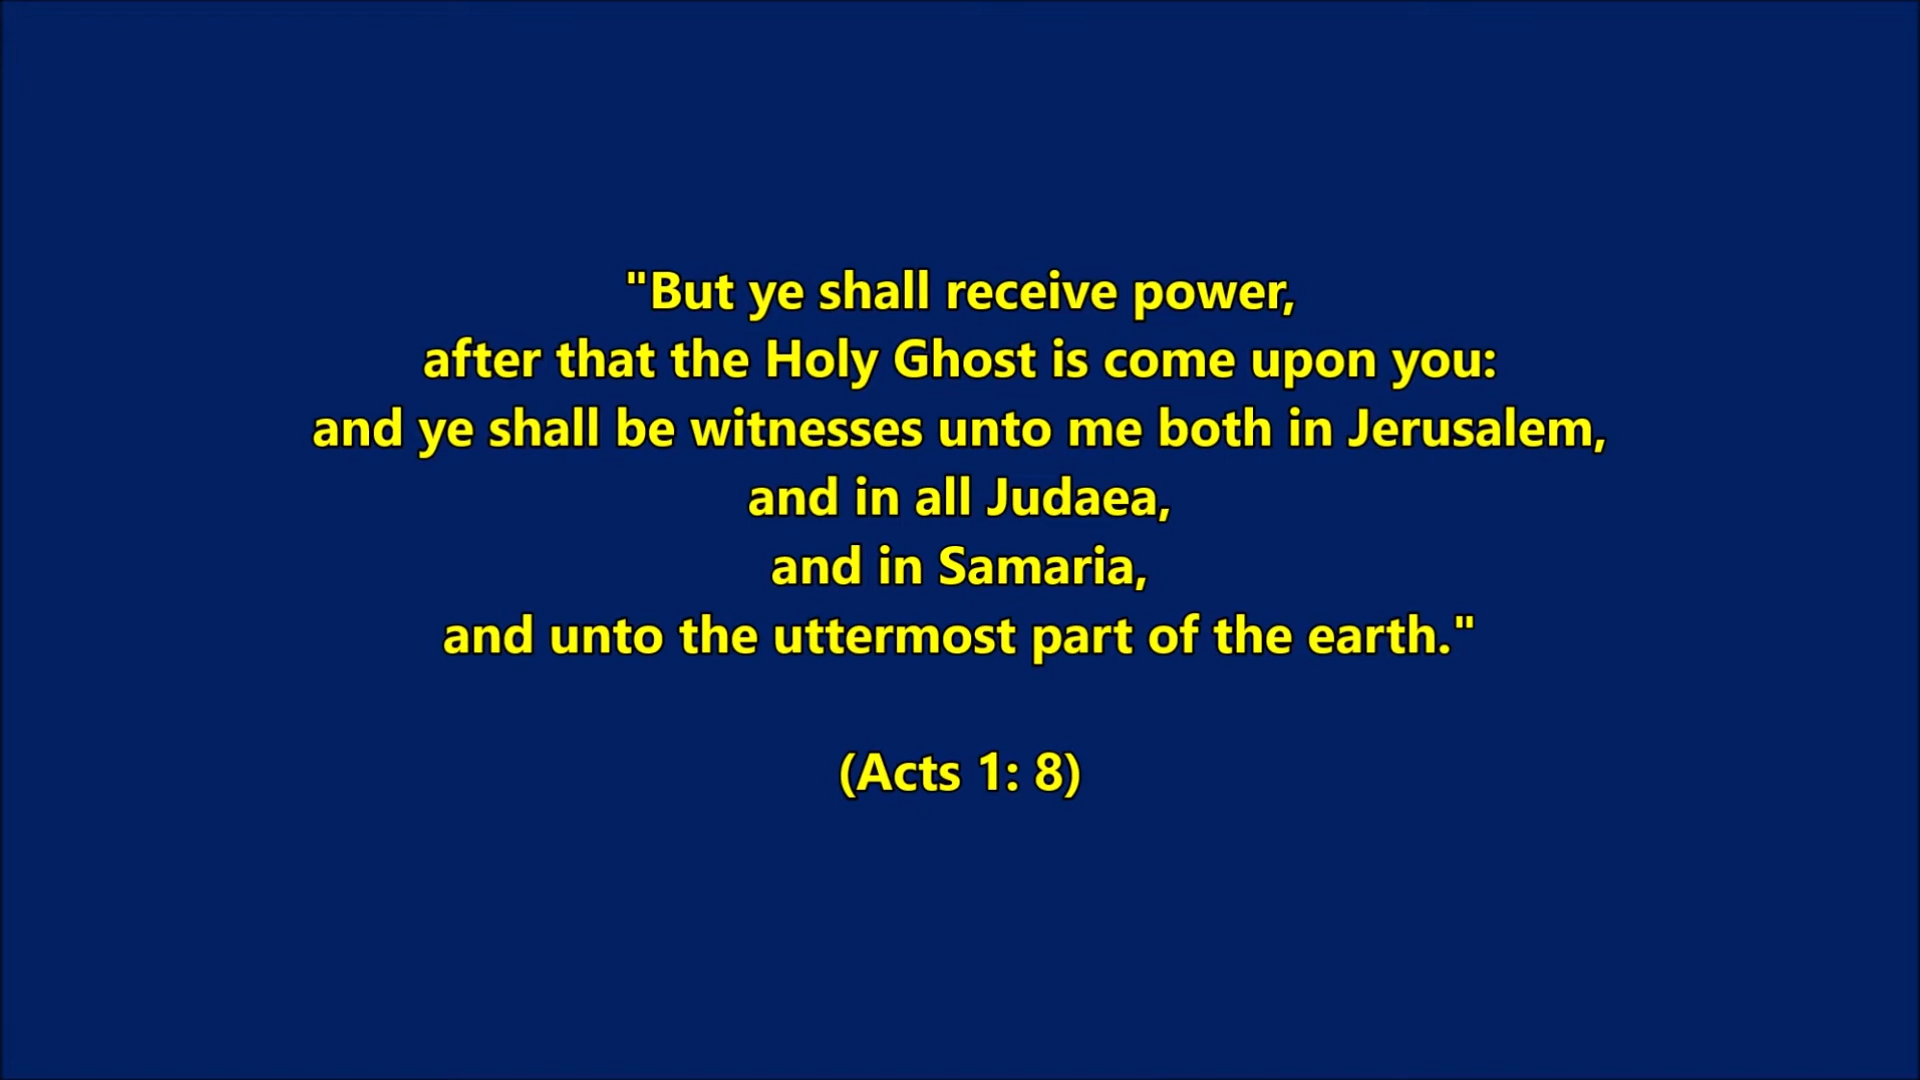 "But ye shall receive power,
after that the Holy Ghost is come upon you:
and ye shall be witnesses unto me both in Jerusalem,
and in all Judaea,
and in Samaria,
and unto the uttermost part of the earth."
(Acts 1: 8)